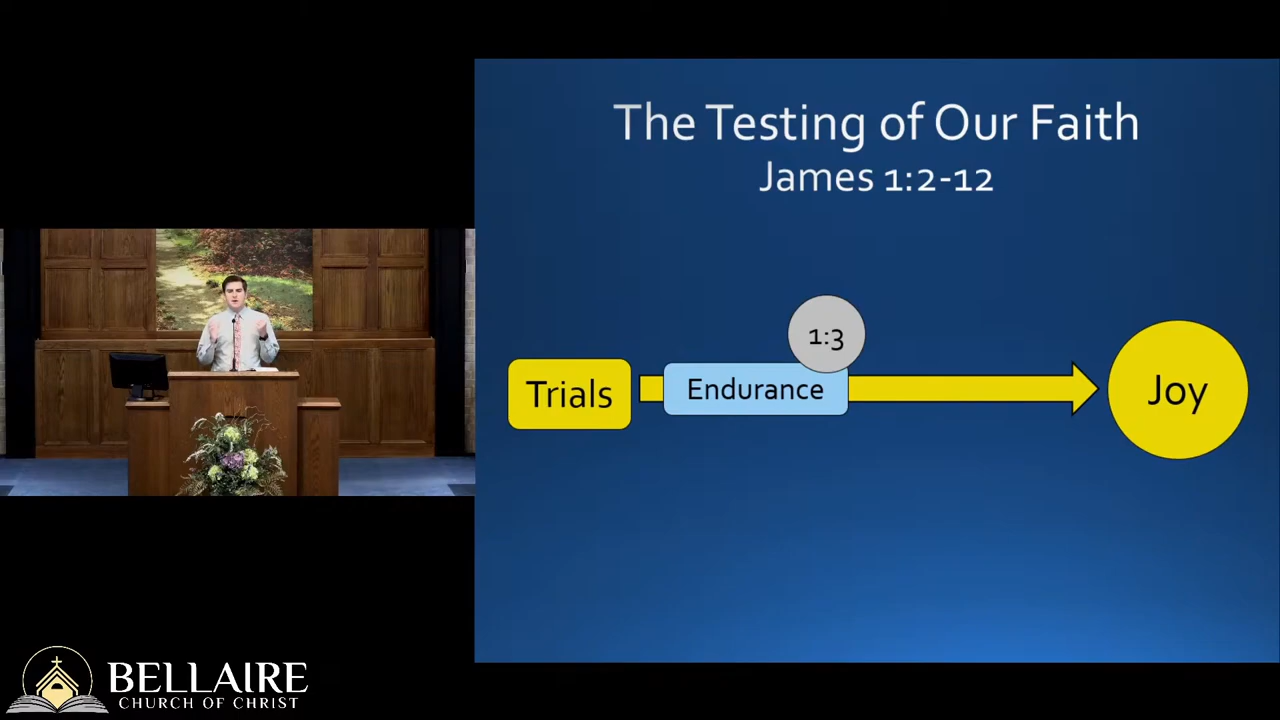 The Testing of Our Faith
James 1:2-12
1:3
Trials
Endurance
Joy
BELLAIRE
CHURCH OF CHRIST